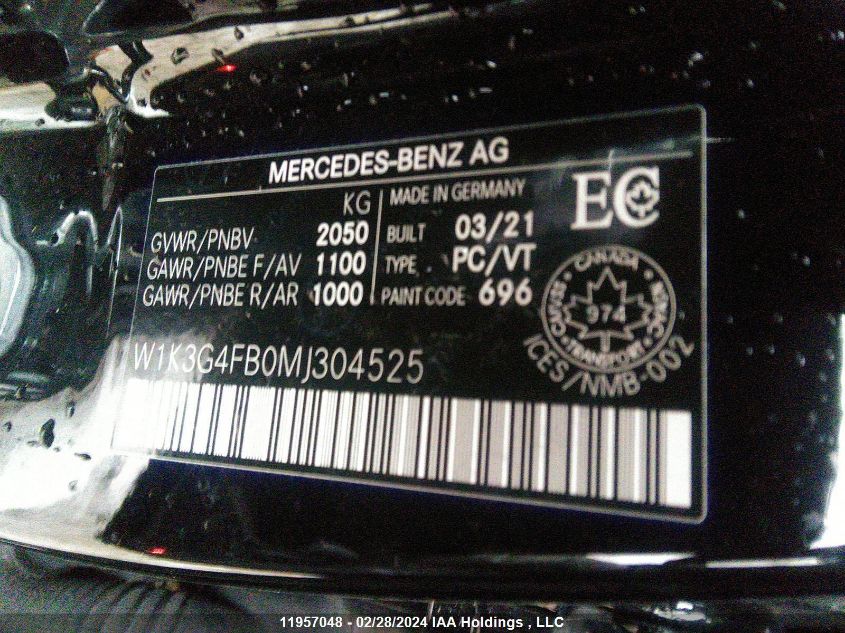 MERCEDES-BENZ AG
KG
GVWR/PNBV 2050
GAWR/PNBE F/AV 1100
GAWR/PNBE R/AR 1000
MADE IN GERMANY
BUILT 03/21
TYPE PC/VT
PAINT CODE 696
EC
CANADA
974
TRANSPORT
ICES/NMB-002
W1K3G4FB0MJ304525
11957048 - 02/28/2024 IAA Holdings , LLC